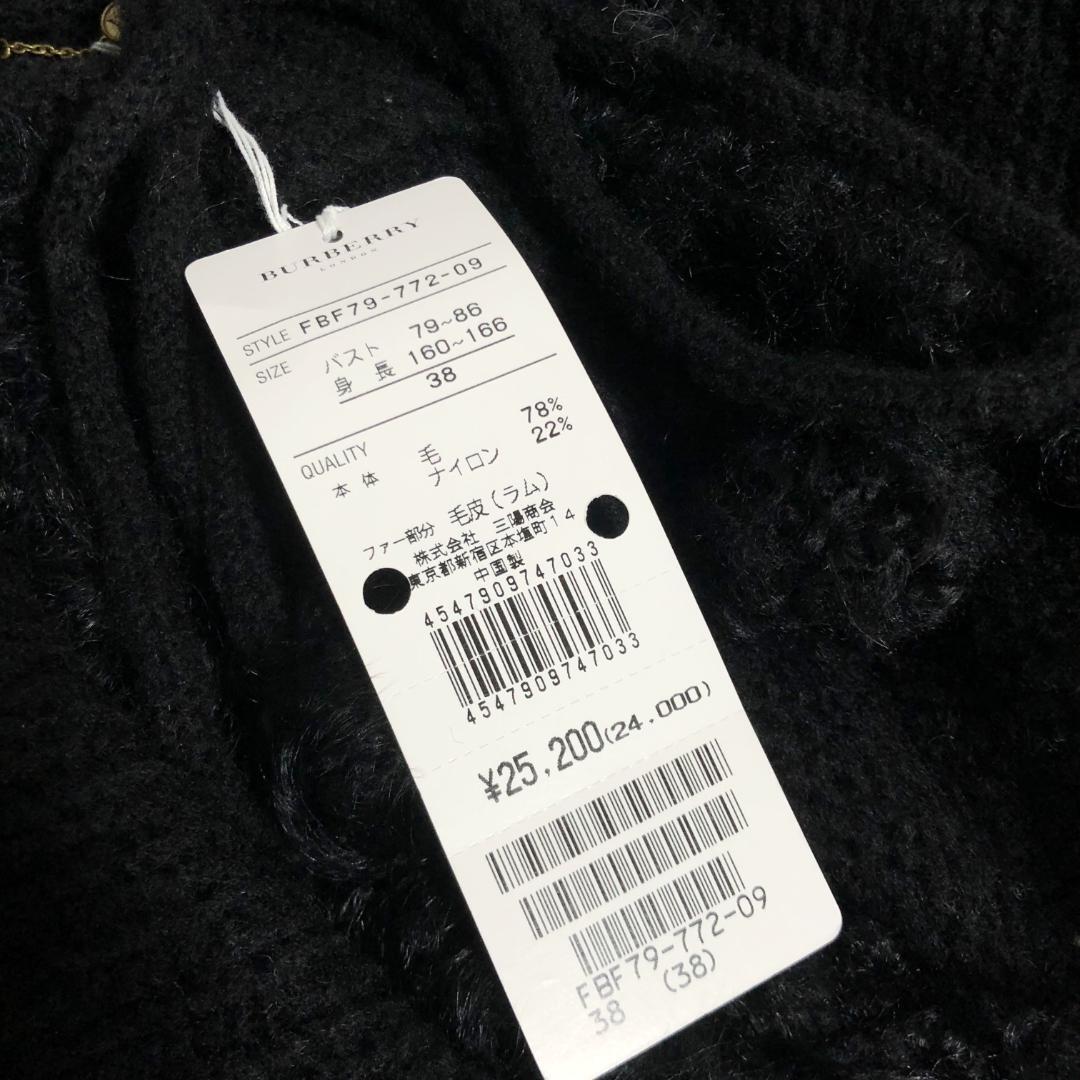 BURBERRY
LONDON
STYLE FBF79-772-09
SIZE バスト 79~86
身長 160~166
38
QUALITY 毛 78%
本体 ナイロン 22%
ファー部分 毛皮(ラム)
株式会社 三陽商会
東京都新宿区本塩町14
中国製
4547909747033
4547909747033
¥25,200(24,000)
FBF79-772-09
38 (38)